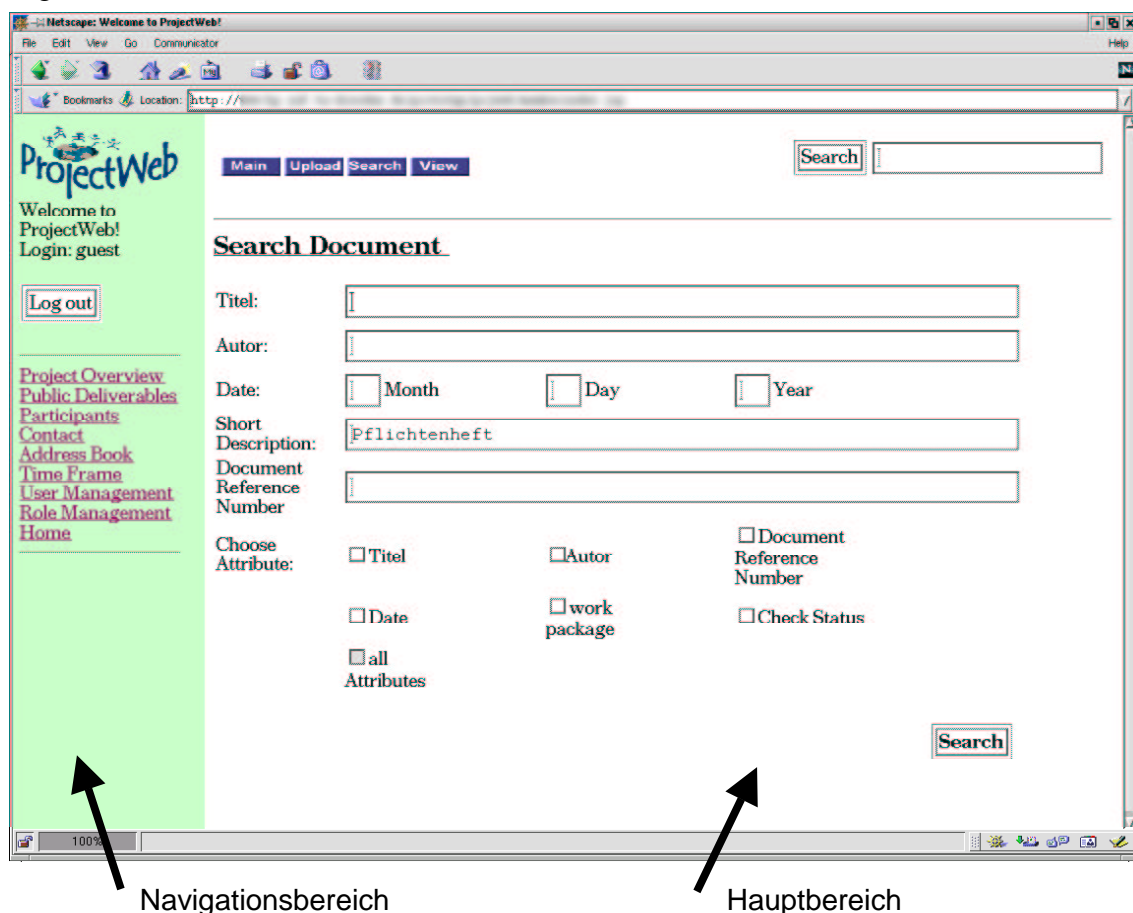 Netscape: Welcome to ProjectWeb!
File Edit View Go Communicator Help
Bookmarks Location: http://
ProjectWeb
Welcome to
ProjectWeb!
Login: guest
Log out
Project Overview
Public Deliverables
Participants
Contact
Address Book
Time Frame
User Management
Role Management
Home
Main Upload Search View
Search
Search Document
Titel:
Autor:
Date: Month Day Year
Short
Description: Pflichtenheft
Document
Reference
Number
Choose
Attribute:
Titel
Autor
Document
Reference
Number
Date
work
package
Check Status
all
Attributes
Search
100%
Navigationsbereich Hauptbereich